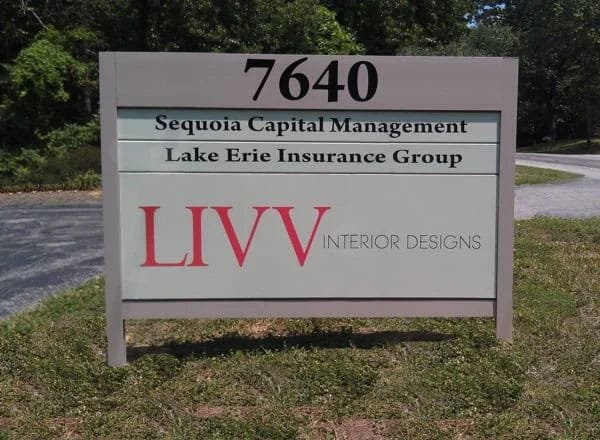 7640
Sequoia Capital Management
Lake Erie Insurance Group
LIVV INTERIOR DESIGNS